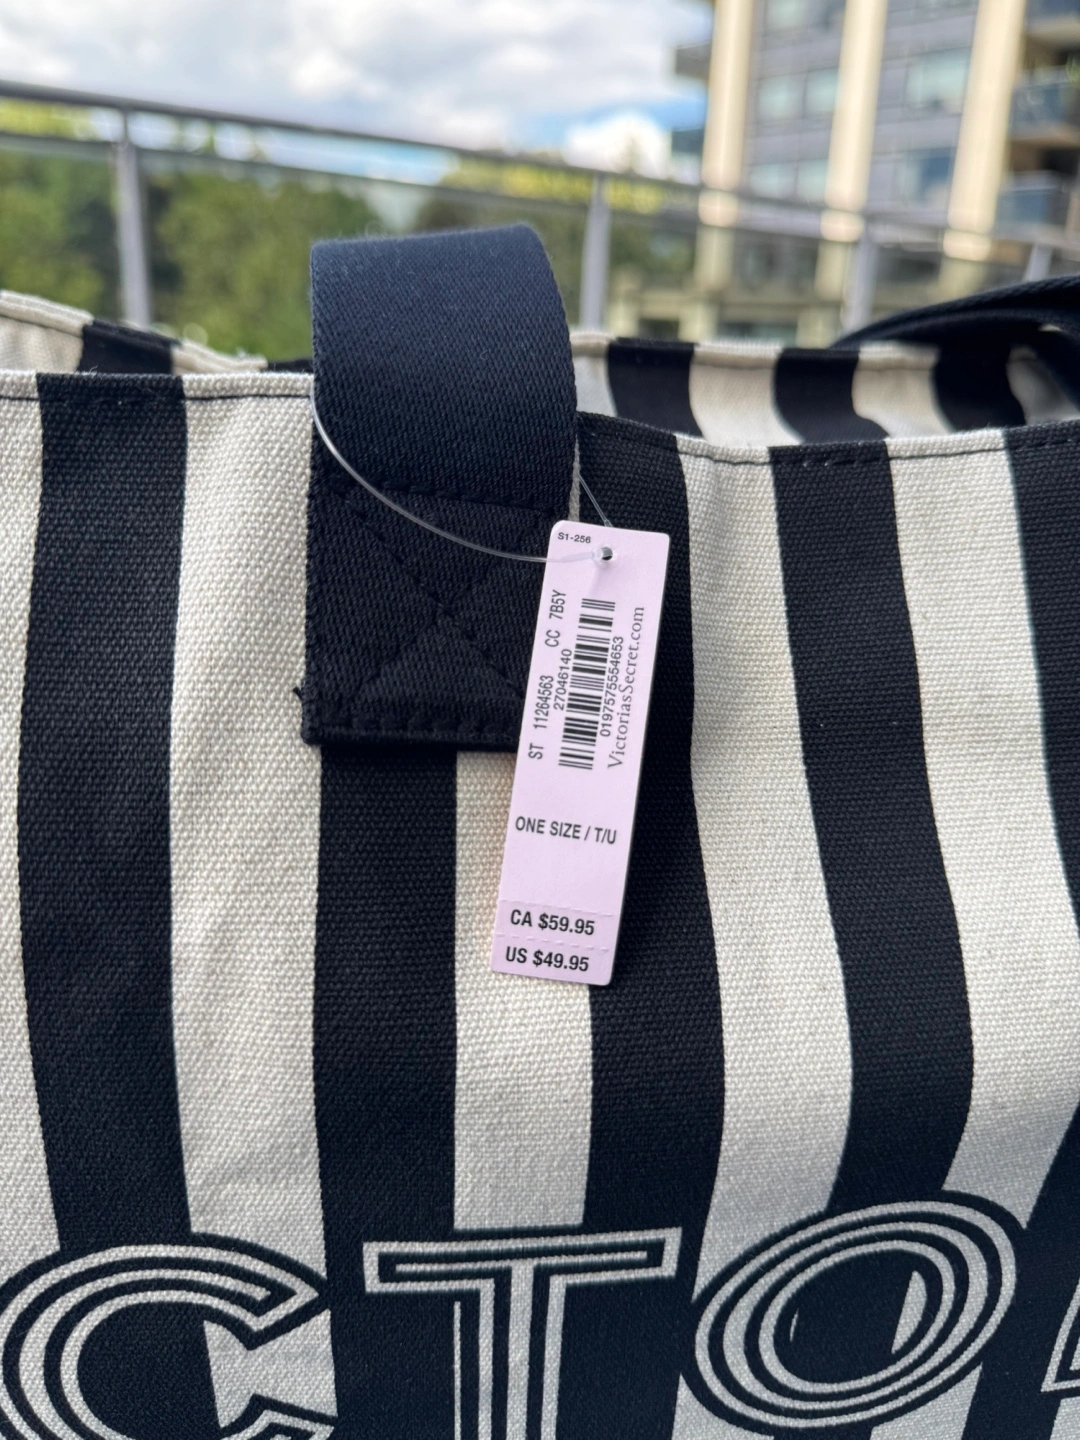 S1-256
ST 11264563 CC 7B5Y
27046140
0197575554653
VictoriasSecret.com
ONE SIZE / T/U
CA $59.95
US $49.95
CTO